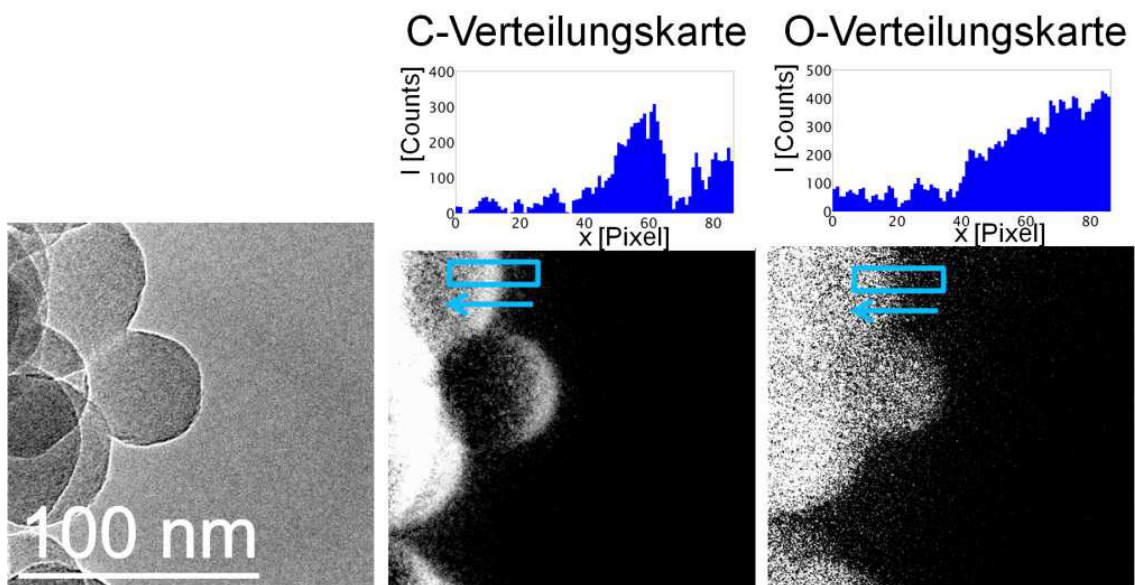 C-Verteilungskarte
400
300
200
100
0
I [Counts]
0 20 40 60 80
x [Pixel]
O-Verteilungskarte
500
400
300
200
100
0
I [Counts]
0 20 40 60 80
x [Pixel]
100 nm